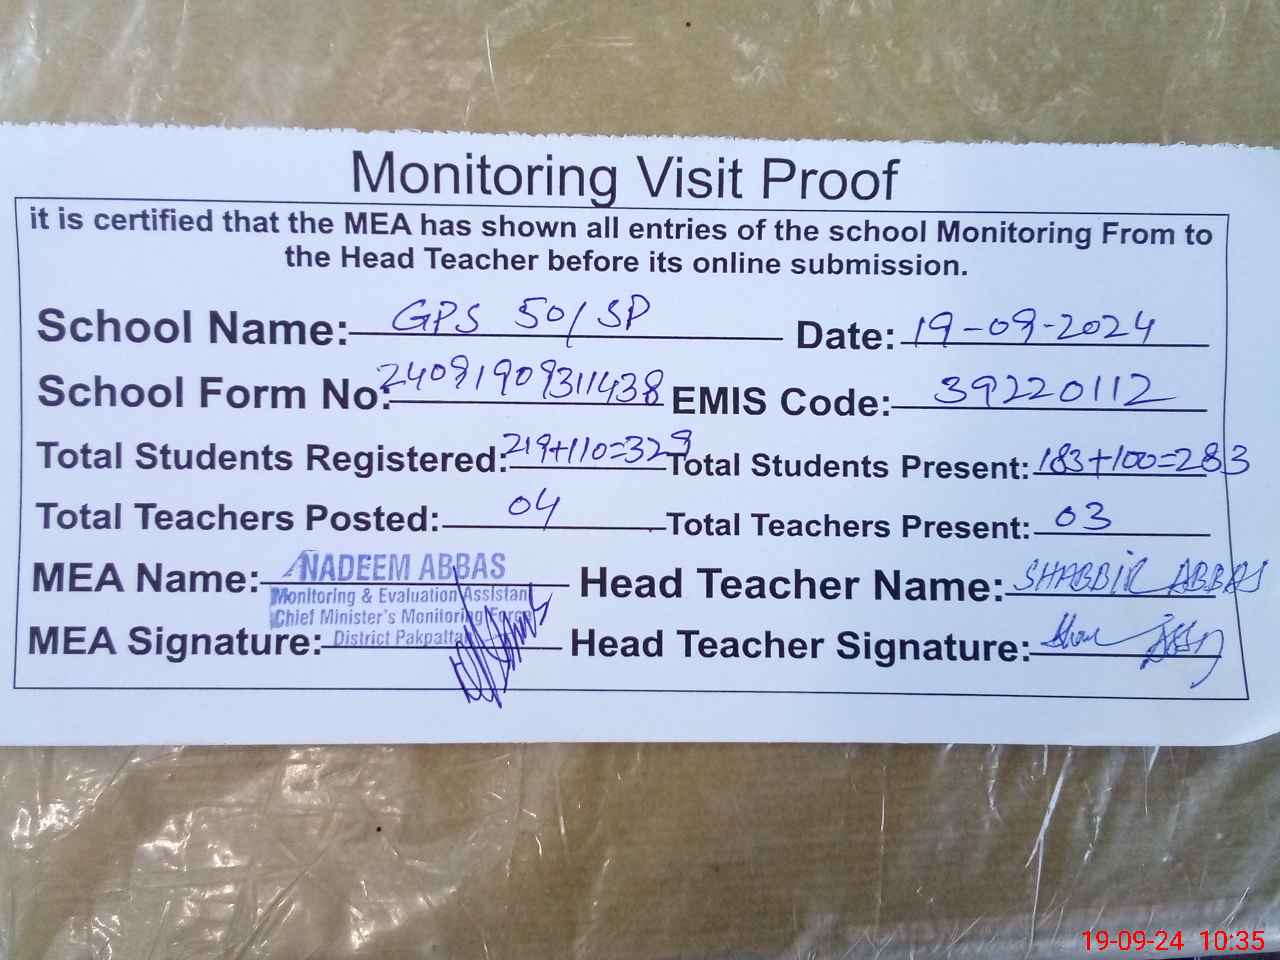 Monitoring Visit Proof
it is certified that the MEA has shown all entries of the school Monitoring From to
the Head Teacher before its online submission.
School Name: GPS 50/SP Date: 19-09-2024
School Form No: 24091909311438 EMIS Code: 39220112
Total Students Registered: 219+110=329 Total Students Present: 183+100=283
Total Teachers Posted: 04 Total Teachers Present: 03
MEA Name: NADEEM ABBAS Head Teacher Name: SHABBIR ABBAS
Monitoring & Evaluation Assistant
Chief Minister's Monitoring Force
MEA Signature: District Pakpattan Head Teacher Signature:
19-09-24 10:35